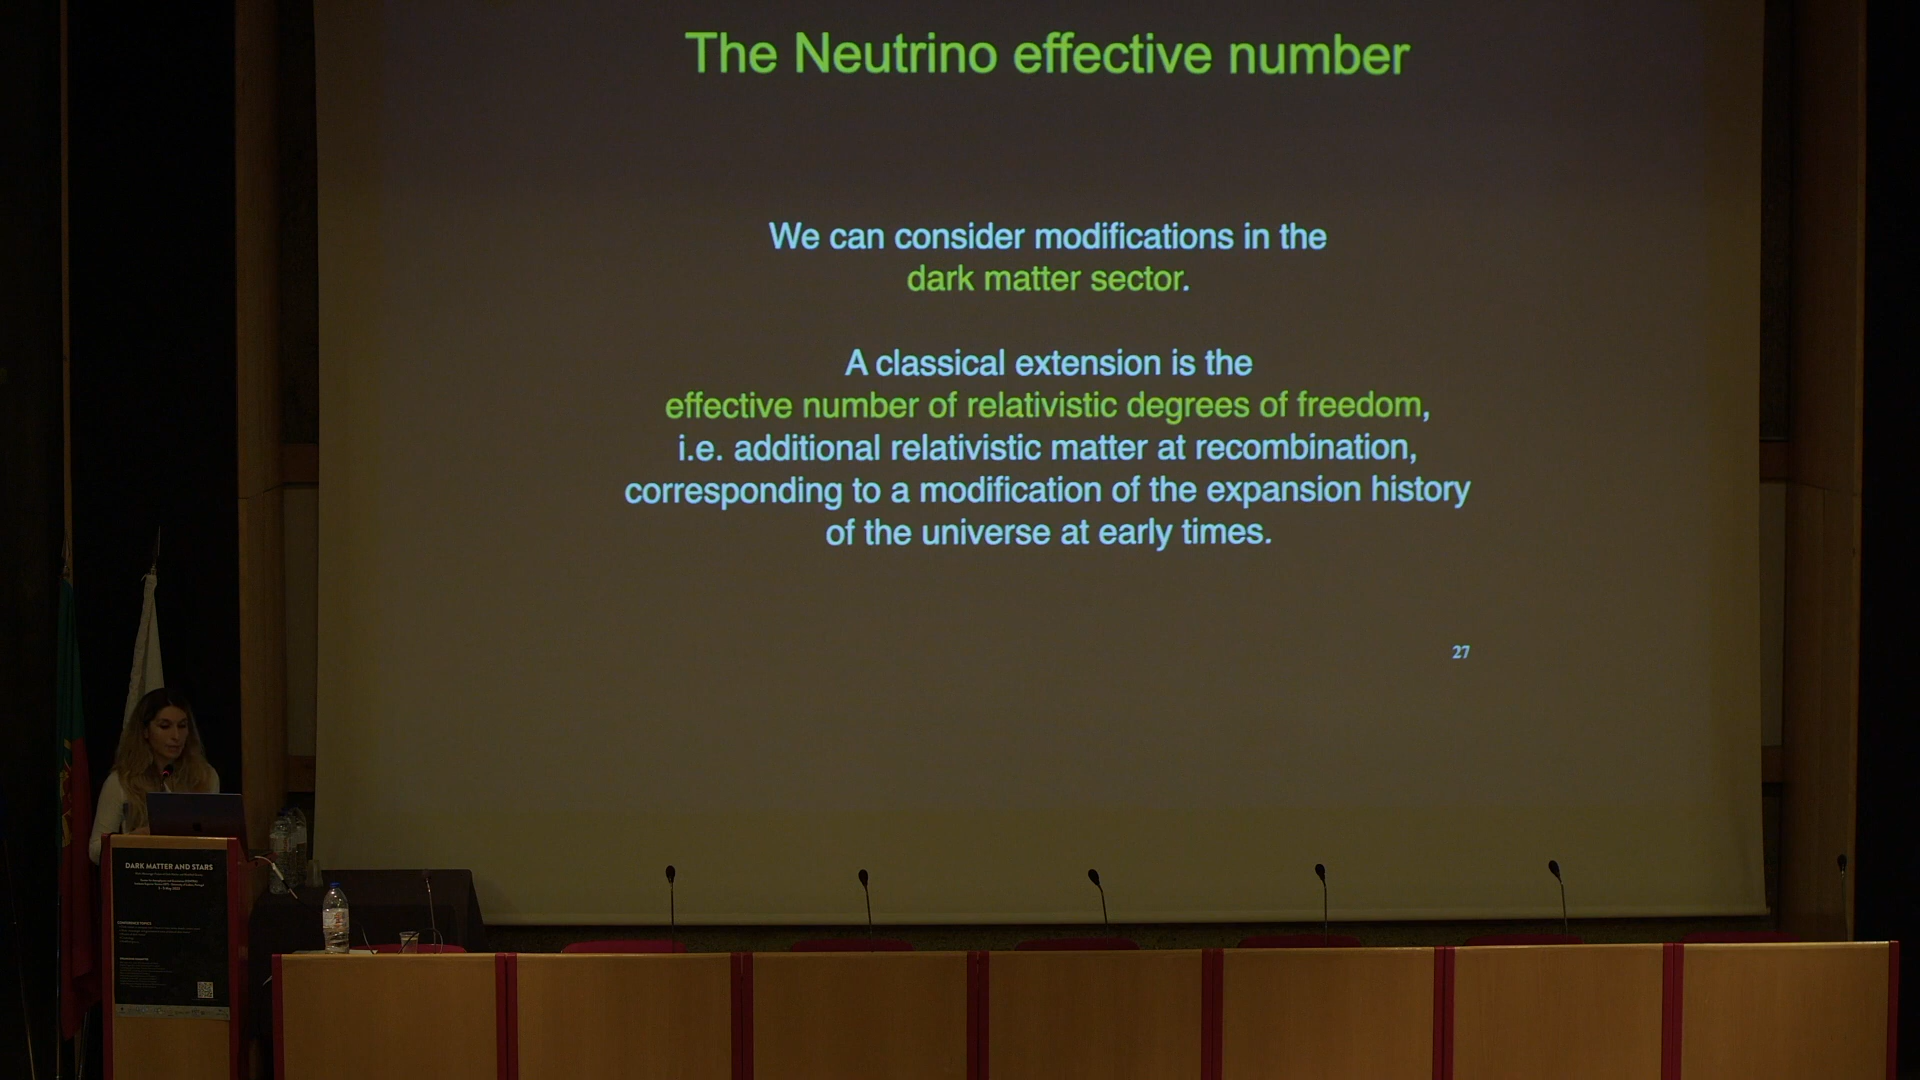 The Neutrino effective number
We can consider modifications in the
dark matter sector.
A classical extension is the
effective number of relativistic degrees of freedom,
i.e. additional relativistic matter at recombination,
corresponding to a modification of the expansion history
of the universe at early times.
27
DARK MATTER AND STARS